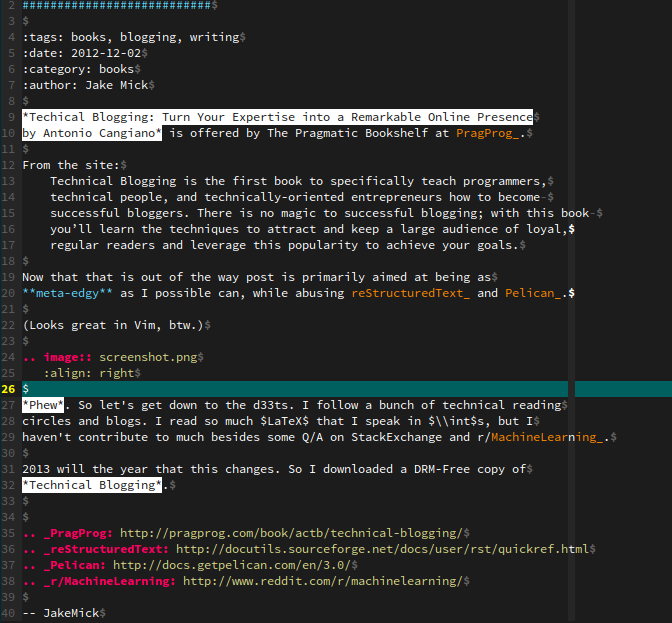 2 ###########################$
3 $
4 :tags: books, blogging, writing$
5 :date: 2012-12-02$
6 :category: books$
7 :author: Jake Mick$
8 $
9 *Techical Blogging: Turn Your Expertise into a Remarkable Online Presence$
10 by Antonio Cangiano* is offered by The Pragmatic Bookshelf at PragProg_.$
11 $
12 From the site:$
13     Technical Blogging is the first book to specifically teach programmers,$
14     technical people, and technically-oriented entrepreneurs how to become-$
15     successful bloggers. There is no magic to successful blogging; with this book-$
16     you’ll learn the techniques to attract and keep a large audience of loyal,$
17     regular readers and leverage this popularity to achieve your goals.$
18 $
19 Now that that is out of the way post is primarily aimed at being as$
20 **meta-edgy** as I possible can, while abusing reStructuredText_ and Pelican_.$
21 $
22 (Looks great in Vim, btw.)$
23 $
24 .. image:: screenshot.png$
25    :align: right$
26 $
27 *Phew*. So let's get down to the d33ts. I follow a bunch of technical reading$
28 circles and blogs. I read so much $LaTeX$ that I speak in $\\int$s, but I$
29 haven't contribute to much besides some Q/A on StackExchange and r/MachineLearning_.$
30 $
31 2013 will the year that this changes. So I downloaded a DRM-Free copy of$
32 *Technical Blogging*.$
33 $
34 $
35 .. _PragProg: http://pragprog.com/book/actb/technical-blogging/$
36 .. _reStructuredText: http://docutils.sourceforge.net/docs/user/rst/quickref.html$
37 .. _Pelican: http://docs.getpelican.com/en/3.0/$
38 .. _r/MachineLearning: http://www.reddit.com/r/machinelearning/$
39 $
40 -- JakeMick$